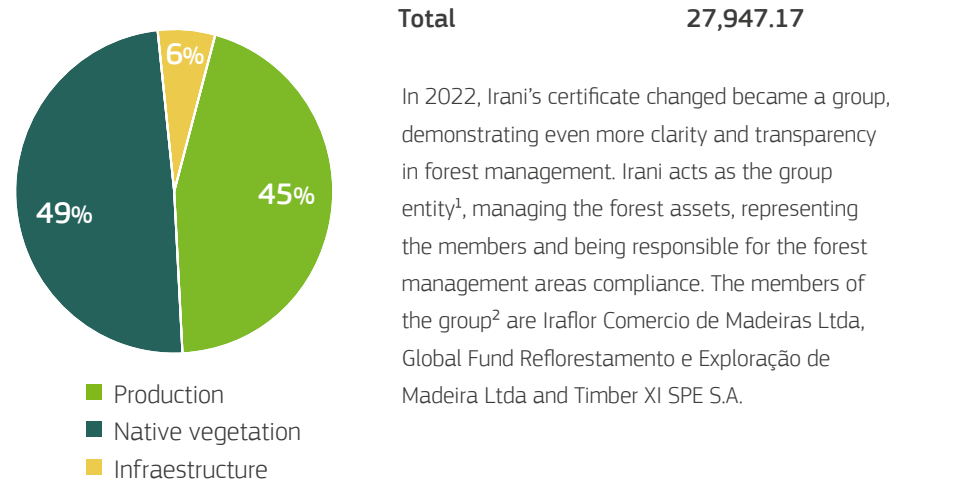 Total 27,947.17
6%
45%
49%
Production
Native vegetation
Infraestructure
In 2022, Irani’s certificate changed became a group,
demonstrating even more clarity and transparency
in forest management. Irani acts as the group
entity¹, managing the forest assets, representing
the members and being responsible for the forest
management areas compliance. The members of
the group² are Iraflor Comercio de Madeiras Ltda,
Global Fund Reflorestamento e Exploração de
Madeira Ltda and Timber XI SPE S.A.